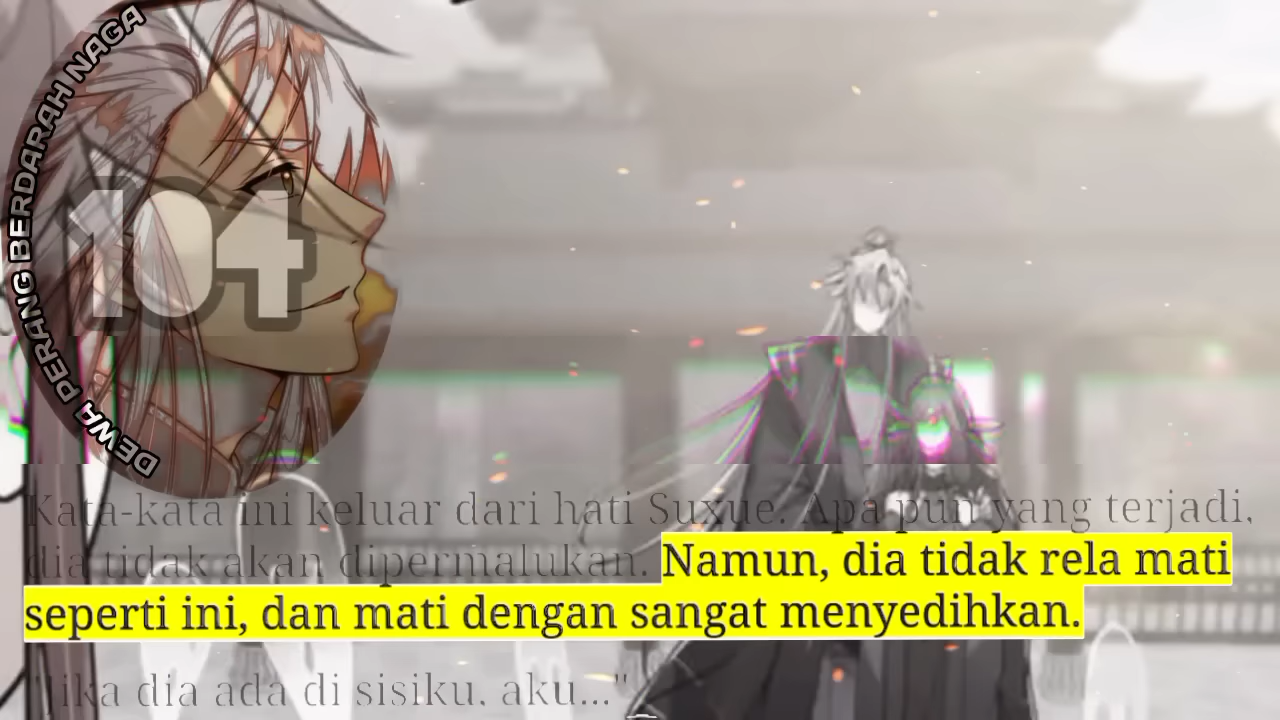 DEWA PERANG BERDARAH NAGA
104
Kata-kata ini keluar dari hati Suxue. Apa pun yang terjadi,
dia tidak akan dipermalukan. Namun, dia tidak rela mati
seperti ini, dan mati dengan sangat menyedihkan.
"Jika dia ada di sisiku, aku..."